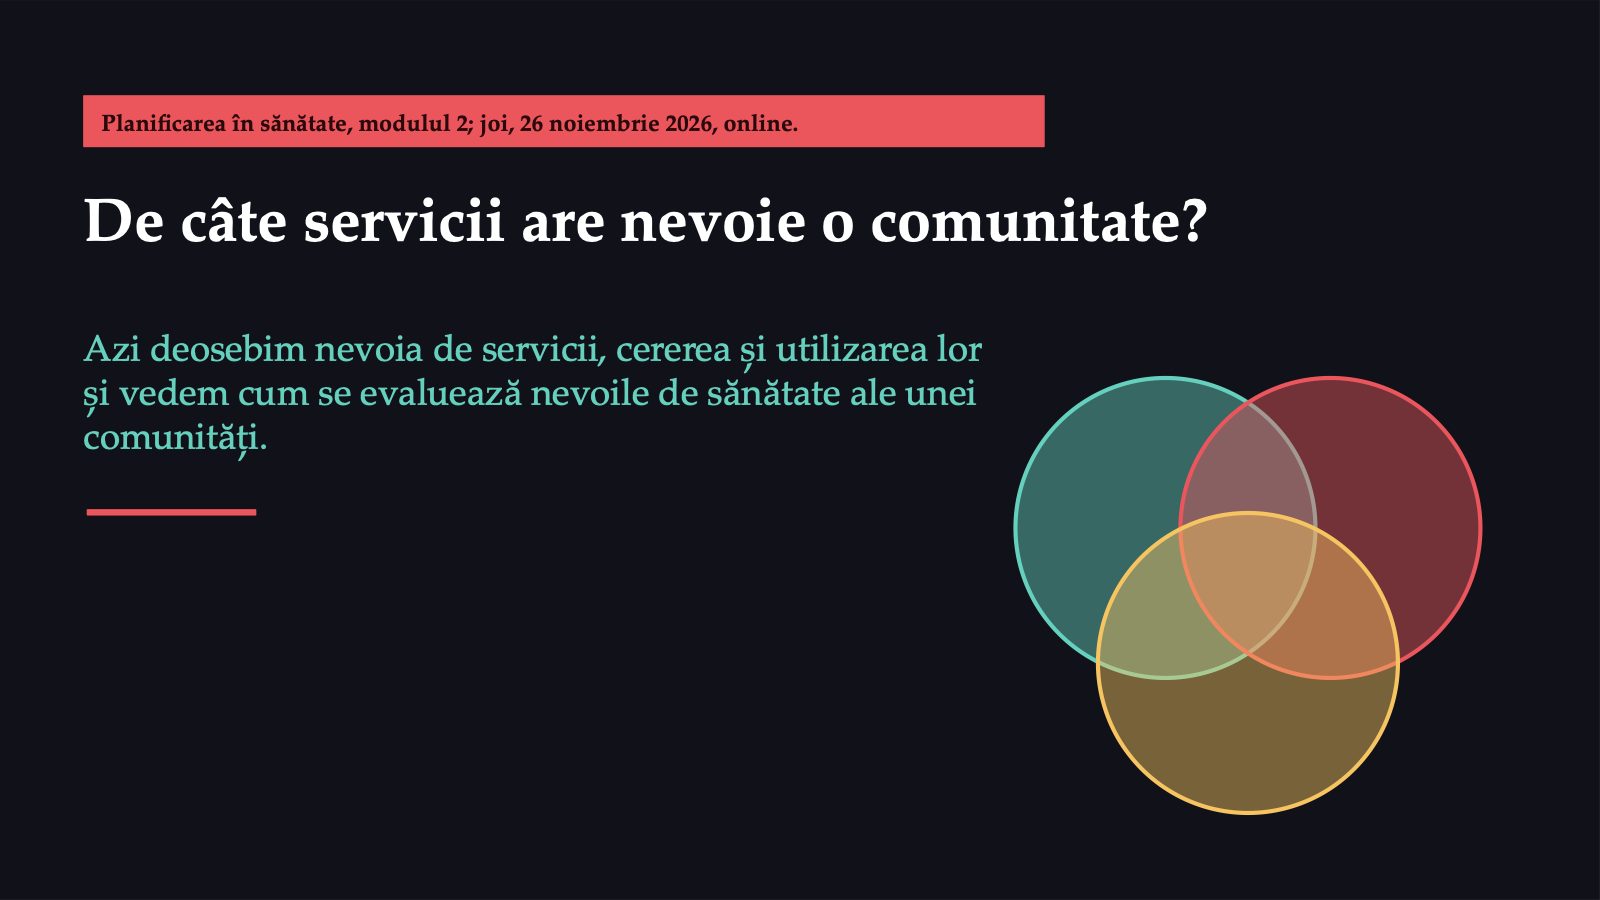 Planificarea în sănătate, modulul 2; joi, 26 noiembrie 2026, online.
De câte servicii are nevoie o comunitate?
Azi deosebim nevoia de servicii, cererea și utilizarea lor
și vedem cum se evaluează nevoile de sănătate ale unei
comunități.